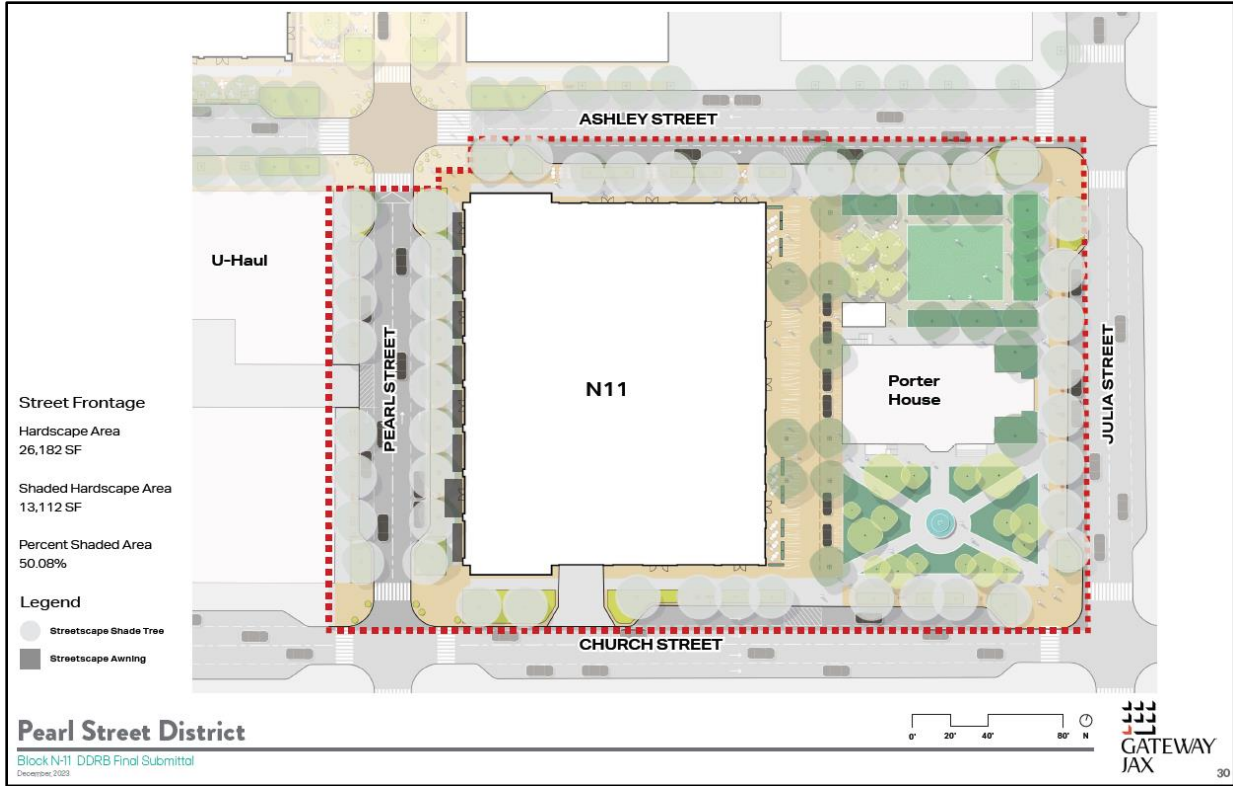 ASHLEY STREET
U-Haul
PEARL STREET
N11
Porter
House
JULIA STREET
Street Frontage
Hardscape Area
26,182 SF
Shaded Hardscape Area
13,112 SF
Percent Shaded Area
50.08%
Legend
Streetscape Shade Tree
Streetscape Awning
CHURCH STREET
Pearl Street District
Block N-11 DDRB Final Submittal
December, 2023
0' 20' 40' 80' N
GATEWAY
JAX
30